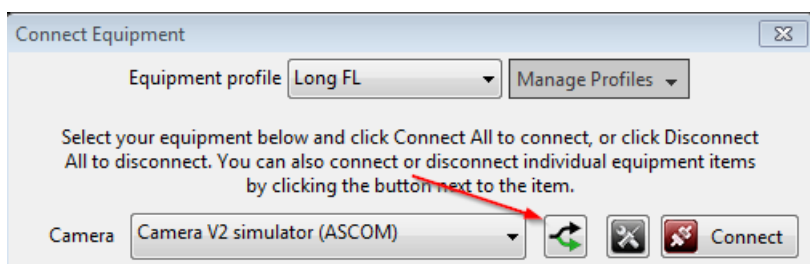 Connect Equipment
Equipment profile Long FL Manage Profiles
Select your equipment below and click Connect All to connect, or click Disconnect
All to disconnect. You can also connect or disconnect individual equipment items
by clicking the button next to the item.
Camera Camera V2 simulator (ASCOM) Connect